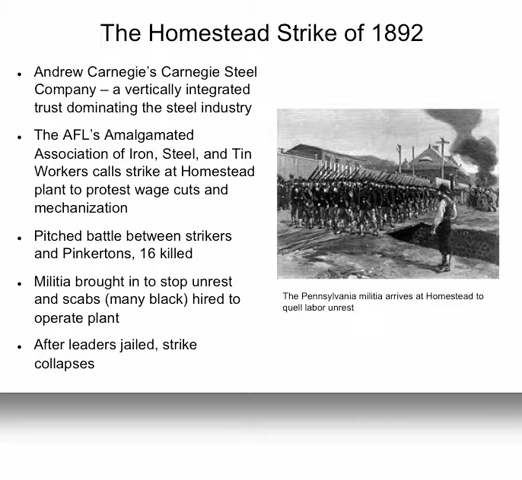 The Homestead Strike of 1892
• Andrew Carnegie's Carnegie Steel
Company – a vertically integrated
trust dominating the steel industry
• The AFL's Amalgamated
Association of Iron, Steel, and Tin
Workers calls strike at Homestead
plant to protest wage cuts and
mechanization
• Pitched battle between strikers
and Pinkertons, 16 killed
• Militia brought in to stop unrest
and scabs (many black) hired to
operate plant
• After leaders jailed, strike
collapses
The Pennsylvania militia arrives at Homestead to
quell labor unrest